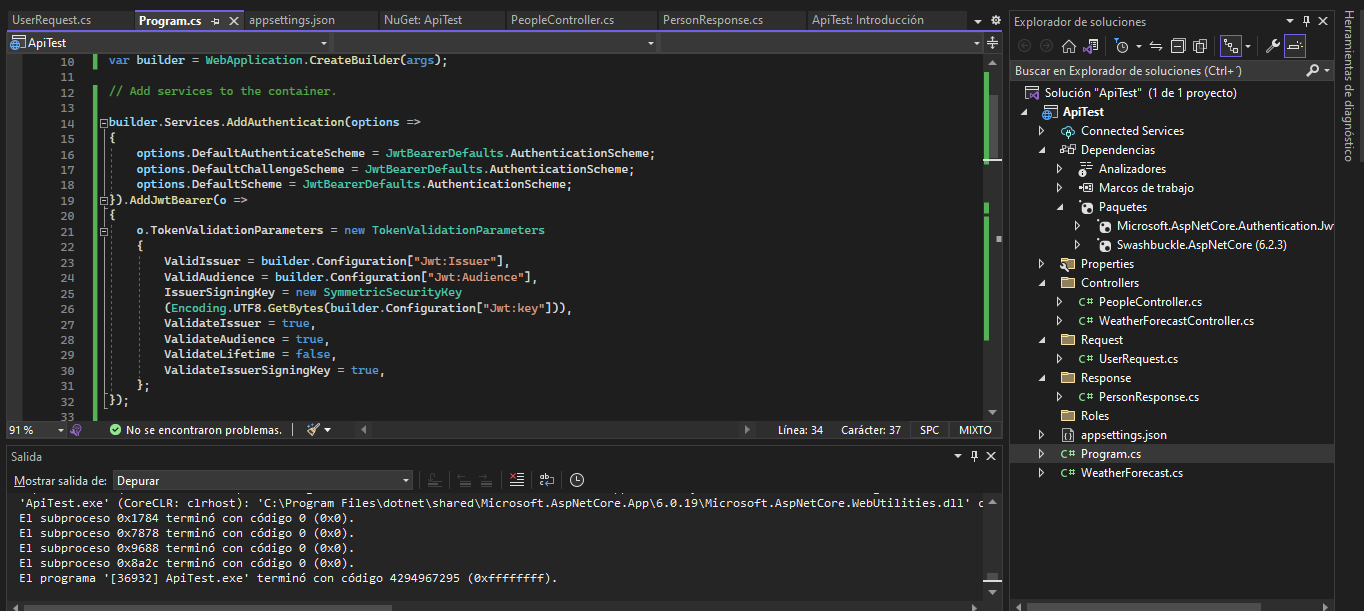 UserRequest.cs
Program.cs
appsettings.json
NuGet: ApiTest
PeopleController.cs
PersonResponse.cs
ApiTest: Introducción
ApiTest
10 var builder = WebApplication.CreateBuilder(args);
11
12 // Add services to the container.
13
14 builder.Services.AddAuthentication(options =>
15 {
16 options.DefaultAuthenticateScheme = JwtBearerDefaults.AuthenticationScheme;
17 options.DefaultChallengeScheme = JwtBearerDefaults.AuthenticationScheme;
18 options.DefaultScheme = JwtBearerDefaults.AuthenticationScheme;
19 }).AddJwtBearer(o =>
20 {
21 o.TokenValidationParameters = new TokenValidationParameters
22 {
23 ValidIssuer = builder.Configuration["Jwt:Issuer"],
24 ValidAudience = builder.Configuration["Jwt:Audience"],
25 IssuerSigningKey = new SymmetricSecurityKey
26 (Encoding.UTF8.GetBytes(builder.Configuration["Jwt:key"])),
27 ValidateIssuer = true,
28 ValidateAudience = true,
29 ValidateLifetime = false,
30 ValidateIssuerSigningKey = true,
31 };
32 });
33
91 %
No se encontraron problemas.
Línea: 34
Carácter: 37
SPC
MIXTO
Salida
Mostrar salida de: Depurar
'ApiTest.exe' (CoreCLR: clrhost): 'C:\Program Files\dotnet\shared\Microsoft.AspNetCore.App\6.0.19\Microsoft.AspNetCore.WebUtilities.dll' c
El subproceso 0x1784 terminó con código 0 (0x0).
El subproceso 0x7878 terminó con código 0 (0x0).
El subproceso 0x9688 terminó con código 0 (0x0).
El subproceso 0x8a2c terminó con código 0 (0x0).
El programa '[36932] ApiTest.exe' terminó con código 4294967295 (0xffffffff).
Explorador de soluciones
Buscar en Explorador de soluciones (Ctrl+´)
Solución "ApiTest" (1 de 1 proyecto)
ApiTest
Connected Services
Dependencias
Analizadores
Marcos de trabajo
Paquetes
Microsoft.AspNetCore.Authentication.Jw
Swashbuckle.AspNetCore (6.2.3)
Properties
Controllers
C# PeopleController.cs
C# WeatherForecastController.cs
Request
C# UserRequest.cs
Response
C# PersonResponse.cs
Roles
appsettings.json
C# Program.cs
C# WeatherForecast.cs
Herramientas de diagnóstico